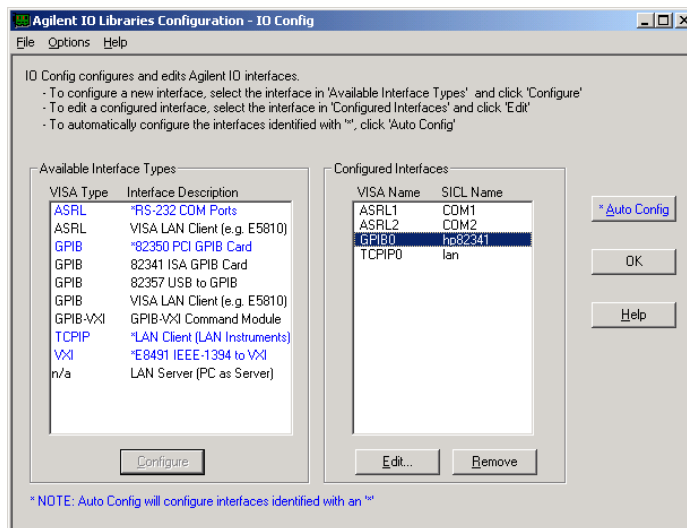 Agilent IO Libraries Configuration - IO Config
File Options Help
IO Config configures and edits Agilent IO interfaces.
- To configure a new interface, select the interface in 'Available Interface Types' and click 'Configure'
- To edit a configured interface, select the interface in 'Configured Interfaces' and click 'Edit'
- To automatically configure the interfaces identified with '*', click 'Auto Config'
Available Interface Types
VISA Type Interface Description
ASRL *RS-232 COM Ports
ASRL VISA LAN Client (e.g. E5810)
GPIB *82350 PCI GPIB Card
GPIB 82341 ISA GPIB Card
GPIB 82357 USB to GPIB
GPIB VISA LAN Client (e.g. E5810)
GPIB-VXI GPIB-VXI Command Module
TCPIP *LAN Client (LAN Instruments)
VXI *E8491 IEEE-1394 to VXI
n/a LAN Server (PC as Server)
Configure
Configured Interfaces
VISA Name SICL Name
ASRL1 COM1
ASRL2 COM2
GPIB0 hp82341
TCPIP0 lan
Edit... Remove
* Auto Config
OK
Help
* NOTE: Auto Config will configure interfaces identified with an '*'